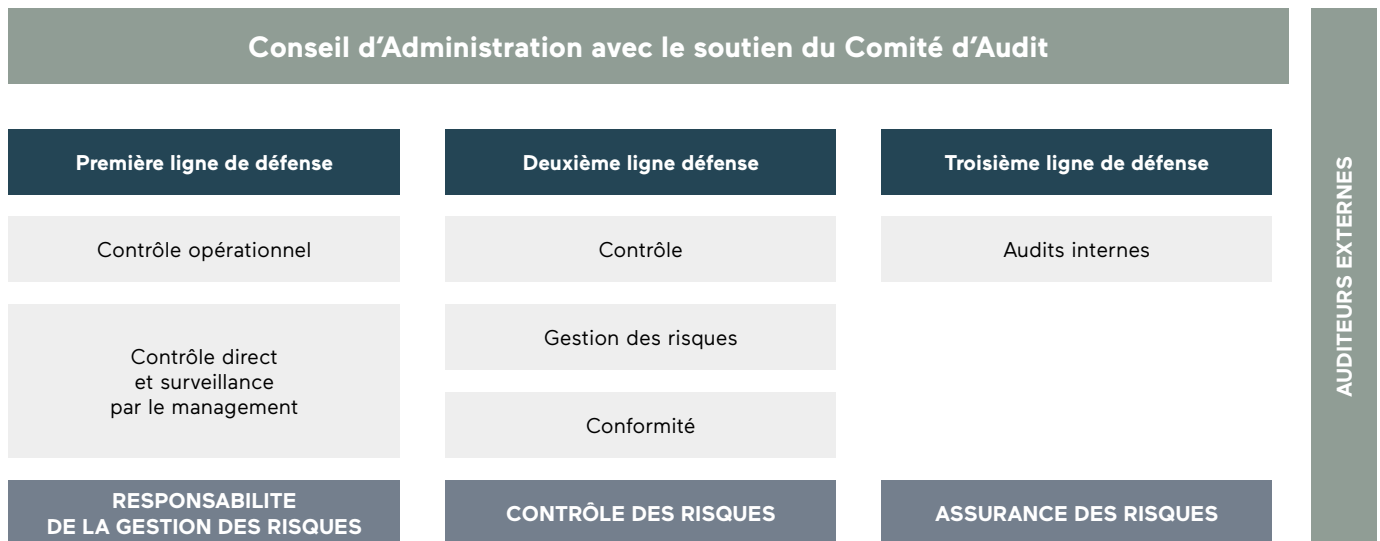 Conseil d'Administration avec le soutien du Comité d'Audit
Première ligne de défense
Contrôle opérationnel
Contrôle direct
et surveillance
par le management
RESPONSABILITE
DE LA GESTION DES RISQUES
Deuxième ligne défense
Contrôle
Gestion des risques
Conformité
CONTRÔLE DES RISQUES
Troisième ligne de défense
Audits internes
ASSURANCE DES RISQUES
AUDITEURS EXTERNES